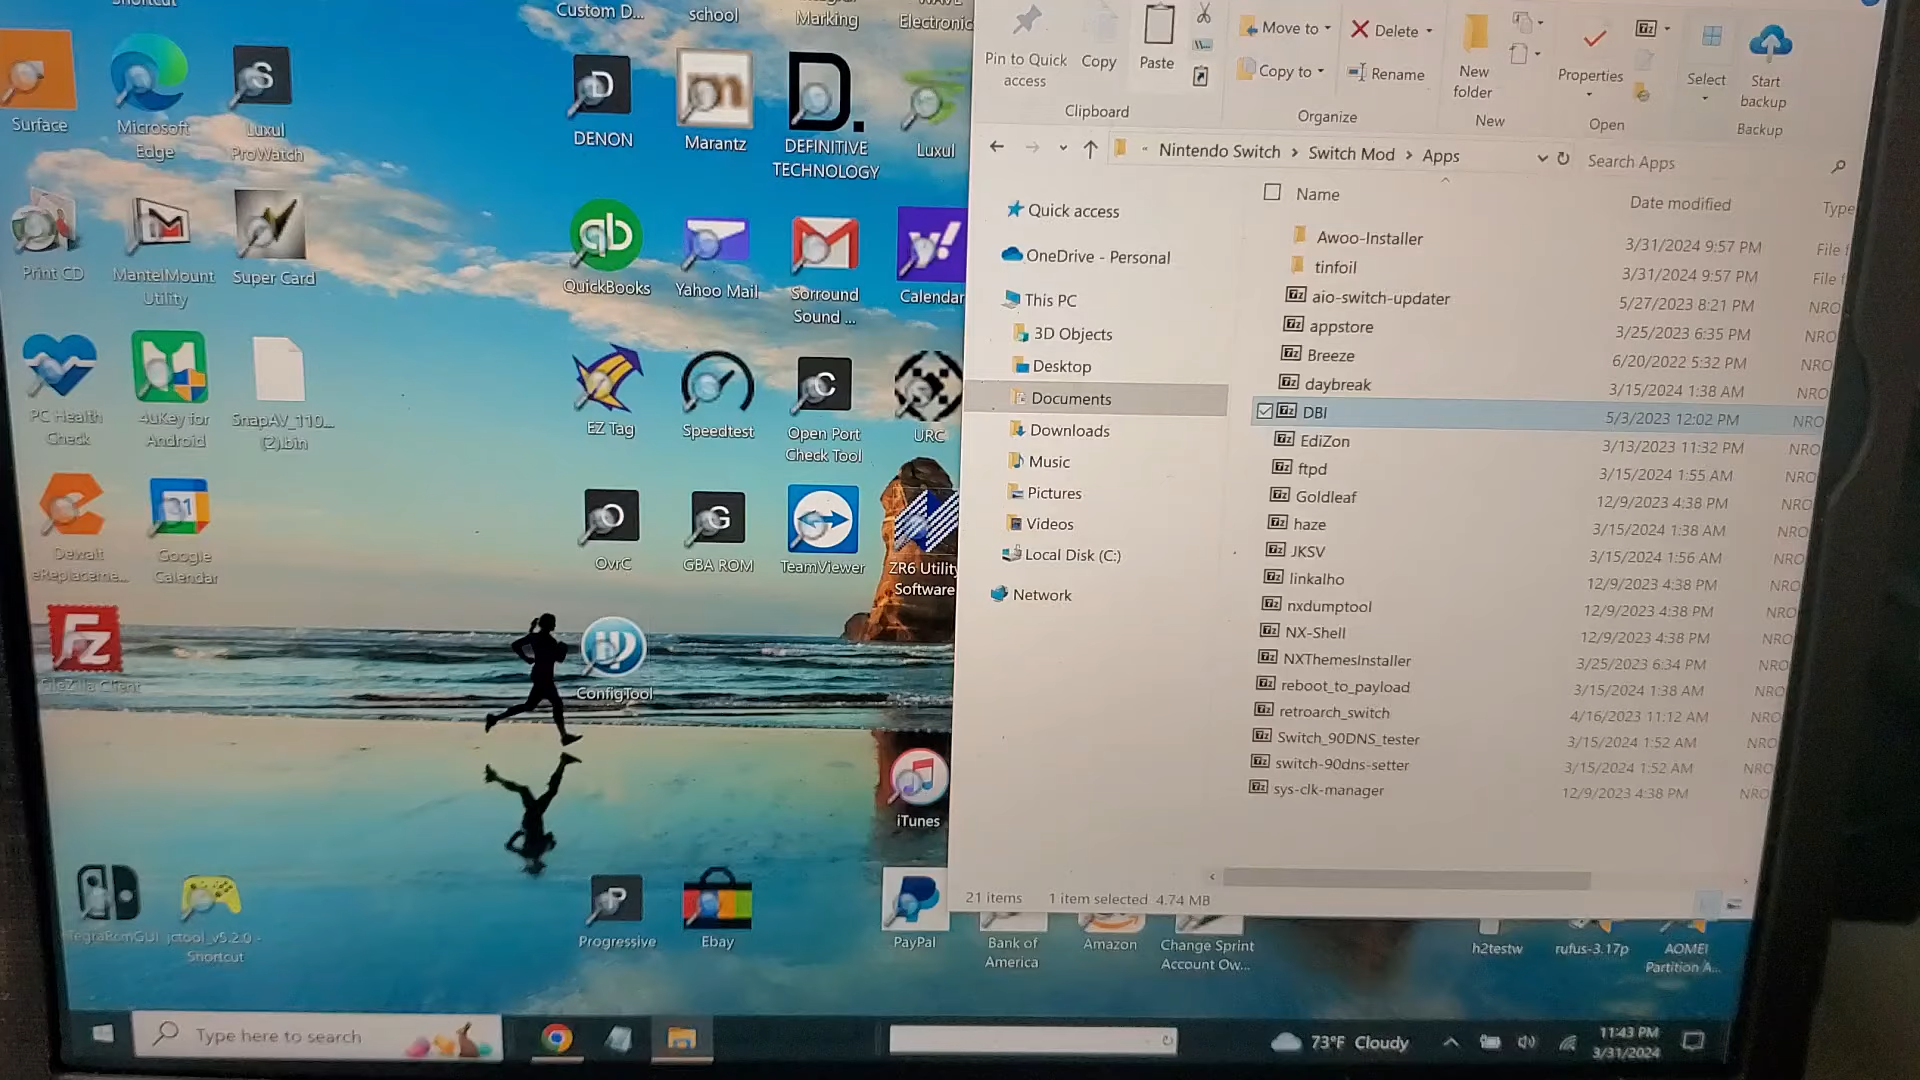 Shortcut
Custom D...
school
Integral
Marking
WAVE
Electronic
Surface
Microsoft
Edge
S
Luxul
ProWatch
D
DENON
m
Marantz
D.
DEFINITIVE
TECHNOLOGY
Luxul
Print CD
MantelMount
Utility
Super Card
qb
QuickBooks
Yahoo Mail
Sorround
Sound ...
y!
Calendar
PC Health
Check
4uKey for
Android
SnapAV_110...
(2).bin
EZ Tag
Speedtest
C
Open Port
Check Tool
URC
Dewalt
eReplaceme...
31
Google
Calendar
O
OvrC
G
GBA ROM
TeamViewer
ZR6 Utility
Software
Fz
FileZilla Client
ConfigTool
iTunes
TegraRcmGUI
jctool_v5.2.0 -
Shortcut
P
Progressive
Ebay
PayPal
Bank of
America
Amazon
Change Sprint
Account Ow...
h2testw
rufus-3.17p
AOMEI
Partition A...
Pin to Quick
access
Copy
Paste
Clipboard
Move to
Copy to
Delete
Rename
Organize
New
folder
New
Properties
Open
Select
Start
backup
Backup
Nintendo Switch > Switch Mod > Apps
Search Apps
Quick access
OneDrive - Personal
This PC
3D Objects
Desktop
Documents
Downloads
Music
Pictures
Videos
Local Disk (C:)
Network
Name Date modified Type
Awoo-Installer 3/31/2024 9:57 PM File f
tinfoil 3/31/2024 9:57 PM File f
aio-switch-updater 5/27/2023 8:21 PM NRO
appstore 3/25/2023 6:35 PM NRO
Breeze 6/20/2022 5:32 PM NRO
daybreak 3/15/2024 1:38 AM NRO
DBI 5/3/2023 12:02 PM NRO
EdiZon 3/13/2023 11:32 PM NRO
ftpd 3/15/2024 1:55 AM NRO
Goldleaf 12/9/2023 4:38 PM NRO
haze 3/15/2024 1:38 AM NRO
JKSV 3/15/2024 1:56 AM NRO
linkalho 12/9/2023 4:38 PM NRO
nxdumptool 12/9/2023 4:38 PM NRO
NX-Shell 12/9/2023 4:38 PM NRO
NXThemesInstaller 3/25/2023 6:34 PM NRO
reboot_to_payload 3/15/2024 1:38 AM NRO
retroarch_switch 4/16/2023 11:12 AM NRO
Switch_90DNS_tester 3/15/2024 1:52 AM NRO
switch-90dns-setter 3/15/2024 1:52 AM NRO
sys-clk-manager 12/9/2023 4:38 PM NRO
21 items 1 item selected 4.74 MB
Type here to search
73°F Cloudy
11:43 PM
3/31/2024